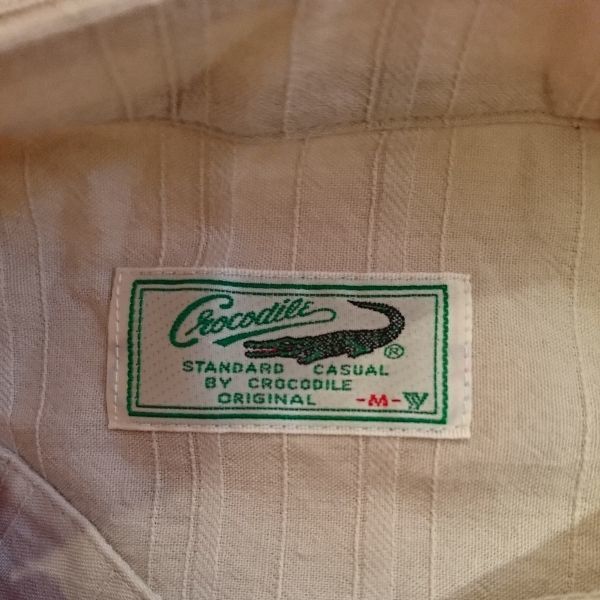 Crocodile
®
STANDARD CASUAL
BY CROCODILE
ORIGINAL -M-